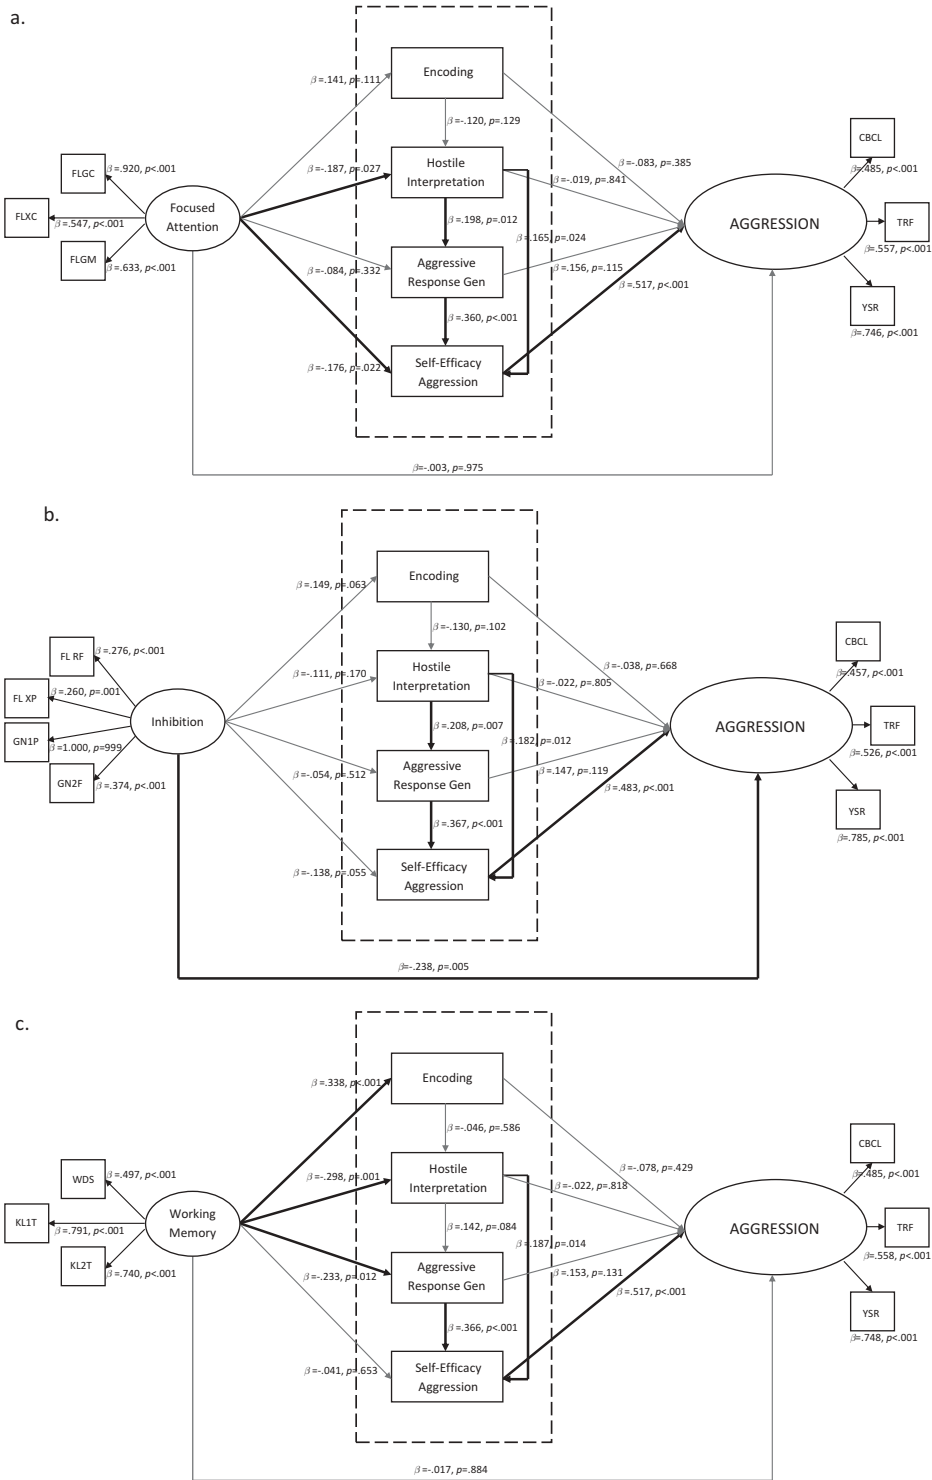 a.
Encoding
β=.141, p=.111
β=-.120, p=.129
CBCL
β=.485, p<.001
FLGC
β=.920, p<.001
β=-.187, p=.027
Hostile
Interpretation
β=-.083, p=.385
β=-.019, p=.841
FLXC
β=.547, p<.001
Focused
Attention
β=.198, p=.012
β=.165, p=.024
AGGRESSION
TRF
β=.557, p<.001
FLGM
β=.633, p<.001
β=-.084, p=.332
Aggressive
Response Gen
β=.156, p=.115
β=.517, p<.001
YSR
β=.746, p<.001
β=.360, p<.001
β=-.176, p=.022
Self-Efficacy
Aggression
β=-.003, p=.975
b.
Encoding
β=.149, p=.063
β=-.130, p=.102
CBCL
β=.457, p<.001
FL RF
β=.276, p<.001
β=-.111, p=.170
Hostile
Interpretation
β=-.038, p=.668
β=-.022, p=.805
FL XP
β=.260, p=.001
Inhibition
β=.208, p=.007
β=.182, p=.012
AGGRESSION
TRF
β=.526, p<.001
GN1P
β=1.000, p=999
GN2F
β=.374, p<.001
β=-.054, p=.512
Aggressive
Response Gen
β=.147, p=.119
β=.483, p<.001
YSR
β=.785, p<.001
β=.367, p<.001
β=-.138, p=.055
Self-Efficacy
Aggression
β=-.238, p=.005
c.
Encoding
β=.338, p<.001
β=-.046, p=.586
CBCL
β=.485, p<.001
WDS
β=.497, p<.001
β=-.298, p=.001
Hostile
Interpretation
β=-.078, p=.429
β=-.022, p=.818
KL1T
β=.791, p<.001
Working
Memory
β=.142, p=.084
β=.187, p=.014
AGGRESSION
TRF
β=.558, p<.001
KL2T
β=.740, p<.001
β=-.233, p=.012
Aggressive
Response Gen
β=.153, p=.131
β=.517, p<.001
YSR
β=.748, p<.001
β=.366, p<.001
β=-.041, p=.653
Self-Efficacy
Aggression
β=-.017, p=.884